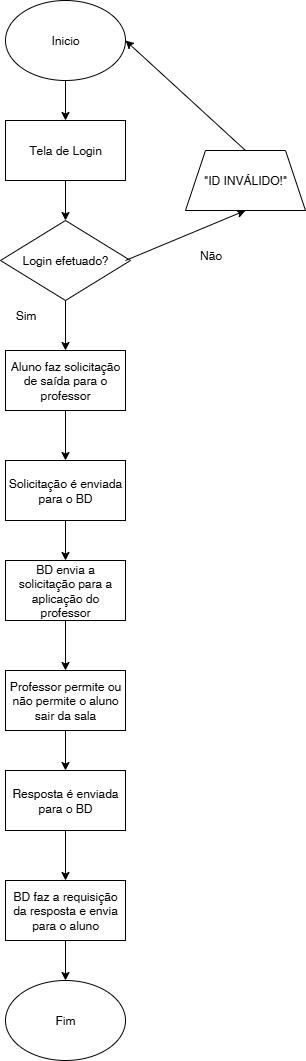 Inicio
Tela de Login
"ID INVÁLIDO!"
Login efetuado?
Não
Sim
Aluno faz solicitação
de saída para o
professor
Solicitação é enviada
para o BD
BD envia a
solicitação para a
aplicação do
professor
Professor permite ou
não permite o aluno
sair da sala
Resposta é enviada
para o BD
BD faz a requisição
da resposta e envia
para o aluno
Fim